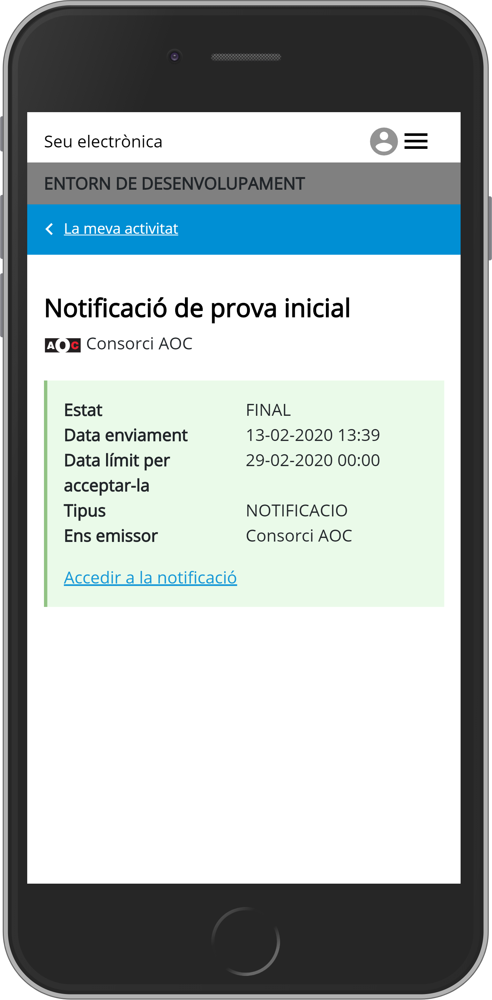 Seu electrònica
ENTORN DE DESENVOLUPAMENT
La meva activitat
Notificació de prova inicial
AOC Consorci AOC
Estat FINAL
Data enviament 13-02-2020 13:39
Data límit per 29-02-2020 00:00
acceptar-la
Tipus NOTIFICACIO
Ens emissor Consorci AOC
Accedir a la notificació